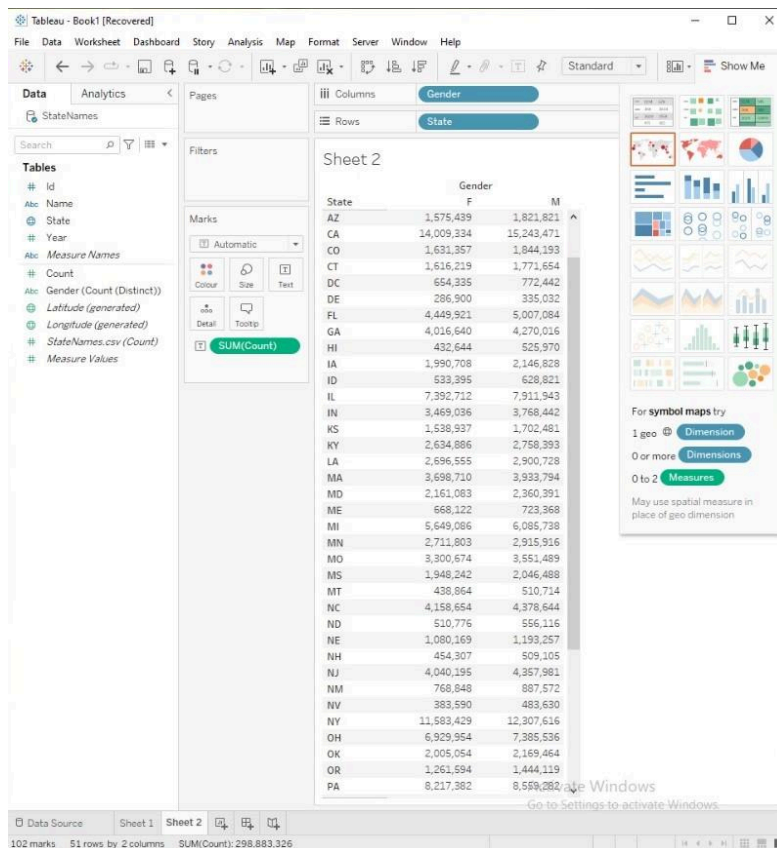 Tableau - Book1 [Recovered]
File Data Worksheet Dashboard Story Analysis Map Format Server Window Help
Standard Show Me
Data Analytics
StateNames
Search
Tables
# Id
Abc Name
State
# Year
Abc Measure Names
# Count
Abc Gender (Count (Distinct))
Latitude (generated)
Longitude (generated)
# StateNames.csv (Count)
# Measure Values
Pages
Filters
Marks
Automatic
Colour Size Text
Detail Tooltip
SUM(Count)
Columns Gender
Rows State
Sheet 2
Gender
State F M
AZ 1,575,439 1,821,821
CA 14,009,334 15,243,471
CO 1,631,357 1,844,193
CT 1,616,219 1,771,654
DC 654,335 772,442
DE 286,900 335,032
FL 4,449,921 5,007,084
GA 4,016,640 4,270,016
HI 432,644 525,970
IA 1,990,708 2,146,828
ID 533,395 628,821
IL 7,392,712 7,911,943
IN 3,469,036 3,768,442
KS 1,538,937 1,702,481
KY 2,634,886 2,758,393
LA 2,696,555 2,900,728
MA 3,698,710 3,933,794
MD 2,161,083 2,360,391
ME 668,122 723,368
MI 5,649,086 6,085,738
MN 2,711,803 2,915,916
MO 3,300,674 3,551,489
MS 1,948,242 2,046,488
MT 438,864 510,714
NC 4,158,654 4,378,644
ND 510,776 556,116
NE 1,080,169 1,193,257
NH 454,307 509,105
NJ 4,040,195 4,357,981
NM 768,848 887,572
NV 383,590 483,630
NY 11,583,429 12,307,616
OH 6,929,954 7,385,536
OK 2,005,054 2,169,464
OR 1,261,594 1,444,119
PA 8,217,382 8,559,282
For symbol maps try
1 geo Dimension
0 or more Dimensions
0 to 2 Measures
May use spatial measure in
place of geo dimension
Activate Windows
Go to Settings to activate Windows.
Data Source Sheet 1 Sheet 2
102 marks 51 rows by 2 columns SUM(Count): 298,883,326